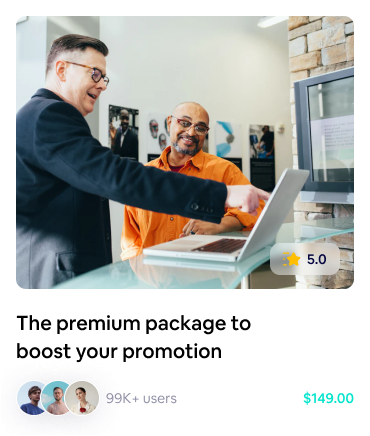 5.0
The premium package to
boost your promotion
99K+ users
$149.00